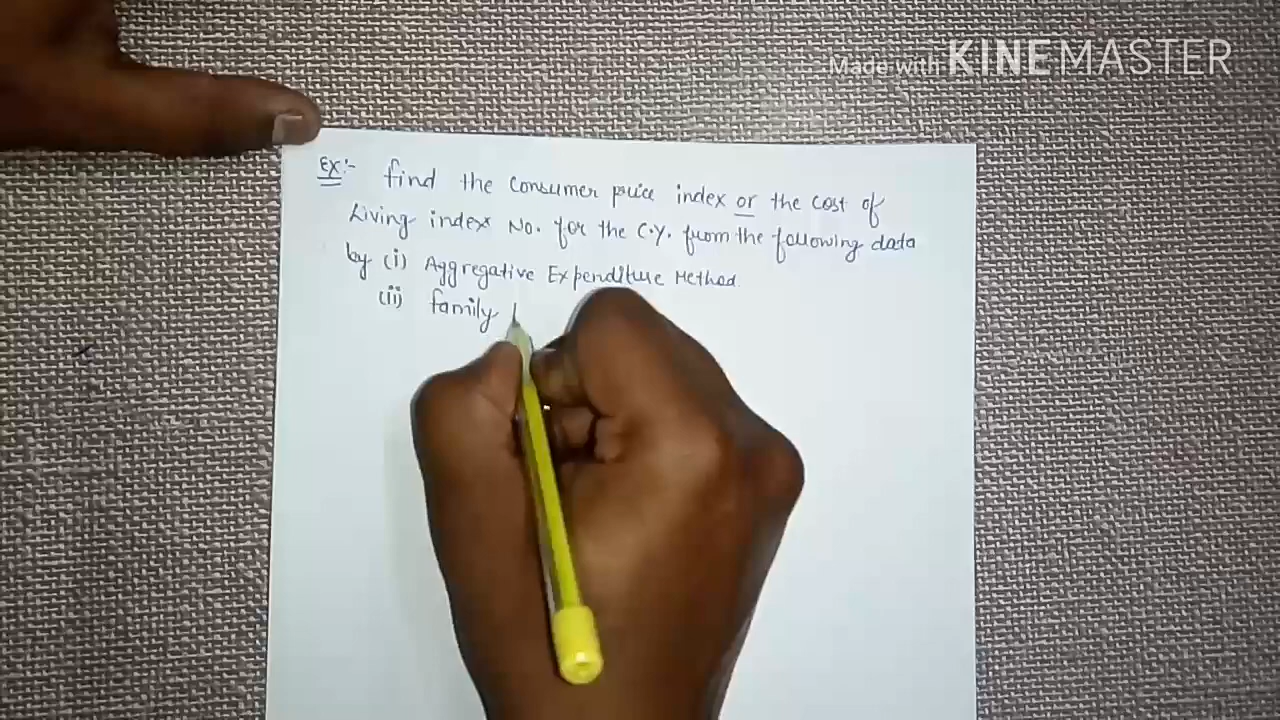 Made with KINEMASTER
Ex:- find the consumer price index or the cost of
Living index No. for the C.Y. from the following data
by (i) Aggregative Expenditure Method.
(ii) family